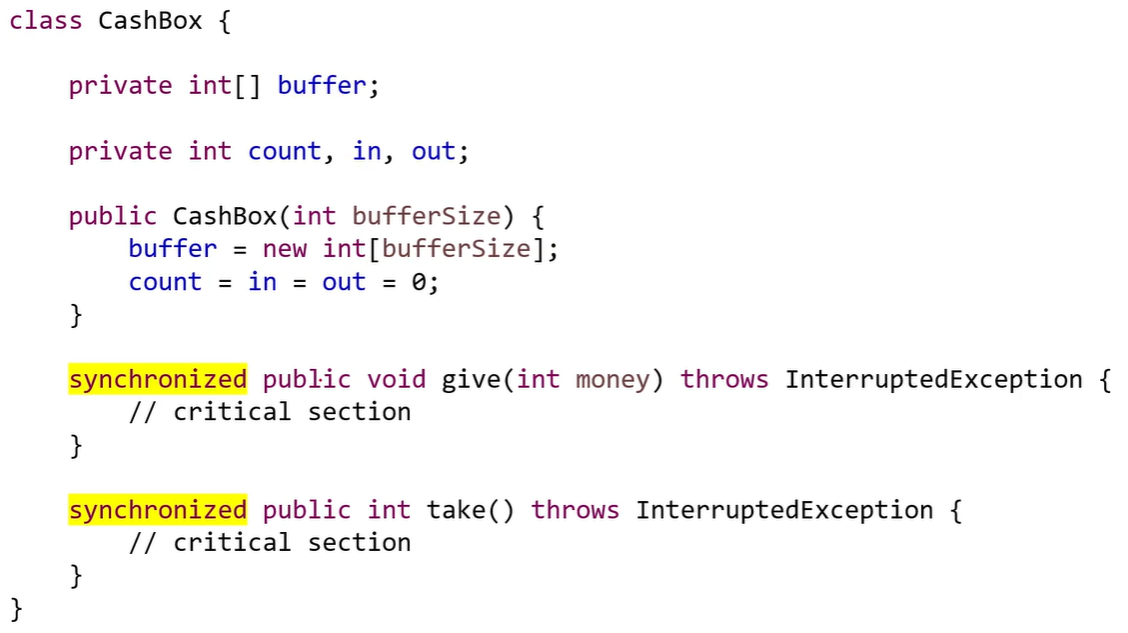 class CashBox {
private int[] buffer;
private int count, in, out;
public CashBox(int bufferSize) {
buffer = new int[bufferSize];
count = in = out = 0;
}
synchronized public void give(int money) throws InterruptedException {
// critical section
}
synchronized public int take() throws InterruptedException {
// critical section
}
}